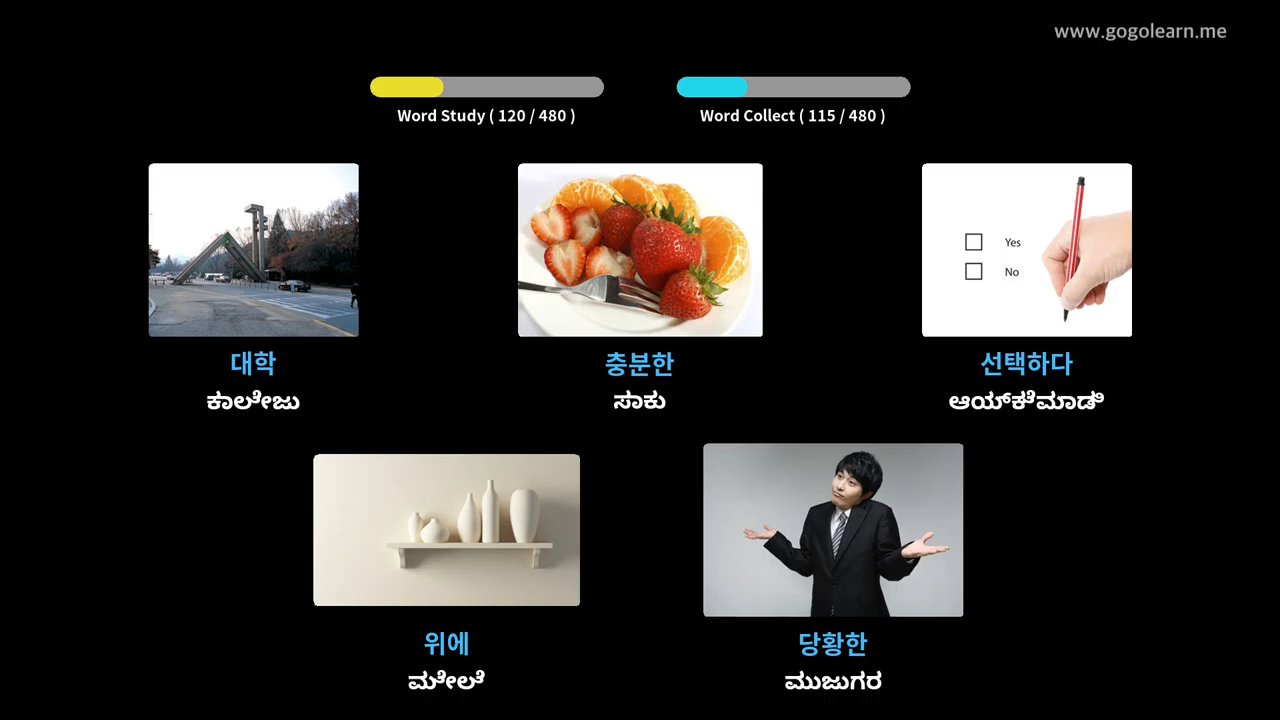 www.gogolearn.me
Word Study ( 120 / 480 )
Word Collect ( 115 / 480 )
Yes
No
대학
충분한
선택하다
ಕಾಲೇಜು
ಸಾಕು
ಆಯ್ಕೆಮಾಡಿ
위에
당황한
ಮೇಲೆ
ಮುಜುಗರ